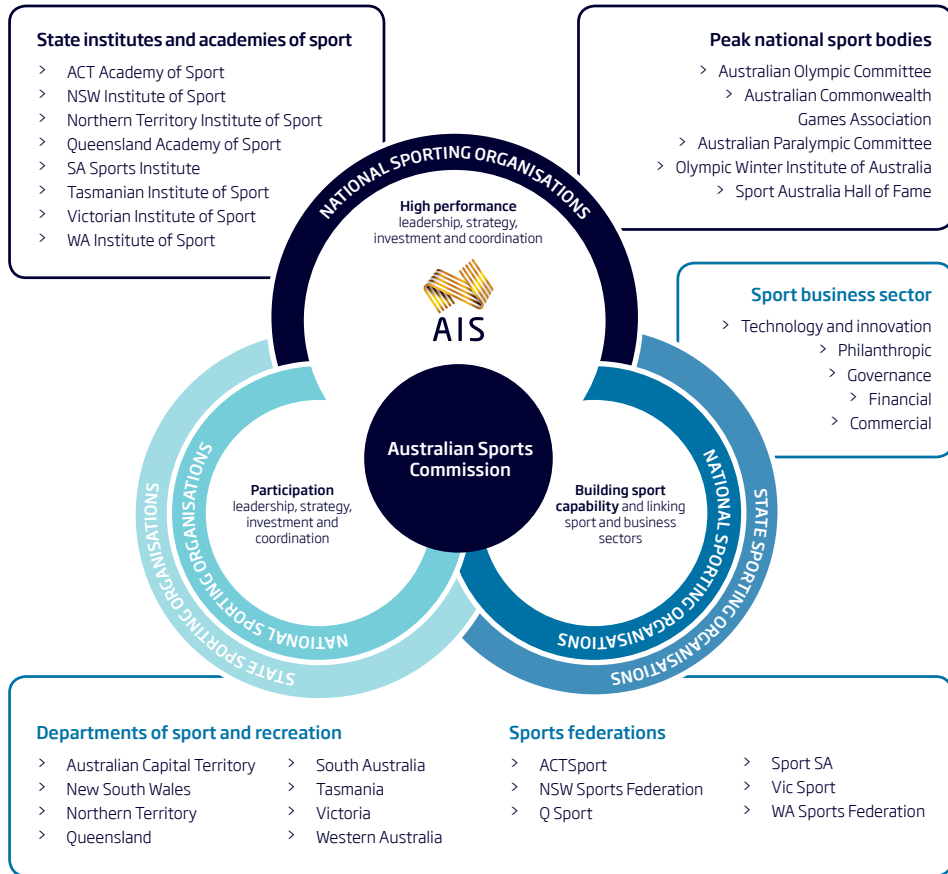 State institutes and academies of sport
> ACT Academy of Sport
> NSW Institute of Sport
> Northern Territory Institute of Sport
> Queensland Academy of Sport
> SA Sports Institute
> Tasmanian Institute of Sport
> Victorian Institute of Sport
> WA Institute of Sport
Peak national sport bodies
> Australian Olympic Committee
> Australian Commonwealth
Games Association
> Australian Paralympic Committee
> Olympic Winter Institute of Australia
> Sport Australia Hall of Fame
NATIONAL SPORTING ORGANISATIONS
High performance
leadership, strategy,
investment and coordination
AIS
Sport business sector
> Technology and innovation
> Philanthropic
> Governance
> Financial
> Commercial
Australian Sports
Commission
STATE SPORTING ORGANISATIONS
NATIONAL SPORTING ORGANISATIONS
Participation
leadership, strategy,
investment and
coordination
Building sport
capability and linking
sport and business
sectors
NATIONAL SPORTING ORGANISATIONS
STATE SPORTING ORGANISATIONS
Departments of sport and recreation
> Australian Capital Territory
> New South Wales
> Northern Territory
> Queensland
> South Australia
> Tasmania
> Victoria
> Western Australia
Sports federations
> ACTSport
> NSW Sports Federation
> Q Sport
> Sport SA
> Vic Sport
> WA Sports Federation